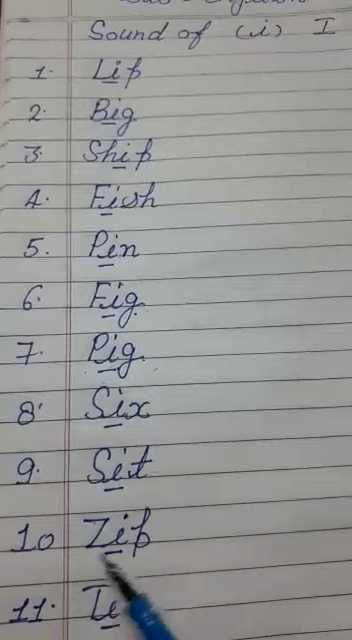 Sound of (i) I
1. Lip
2. Big
3. Ship
4. Fish
5. Pin
6. Fig
7. Pig
8. Six
9. Sit
10 Zip
11.